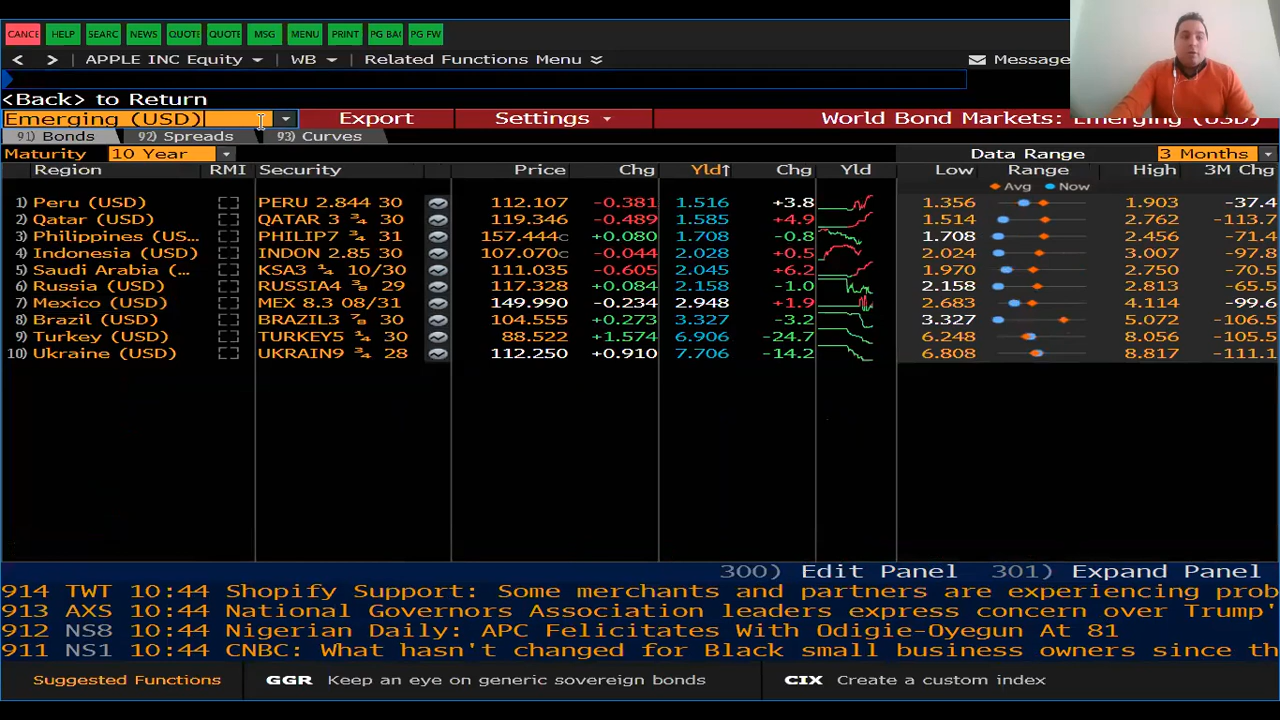 CANCE HELP SEARC NEWS QUOTE QUOTE MSG MENU PRINT PG BAC PG FW
< > APPLE INC Equity WB Related Functions Menu Message
<Back> to Return
Emerging (USD) Export Settings World Bond Markets: Emerging (USD)
91) Bonds 92) Spreads 93) Curves
Maturity 10 Year Data Range 3 Months
Region RMI Security Price Chg Yld↑ Chg Yld Low Range High 3M Chg
Avg Now
1) Peru (USD) PERU 2.844 30 112.107 -0.381 1.516 +3.8 1.356 1.903 -37.4
2) Qatar (USD) QATAR 3 ¾ 30 119.346 -0.489 1.585 +4.9 1.514 2.762 -113.7
3) Philippines (US... PHILIP7 ¾ 31 157.444c +0.080 1.708 -0.8 1.708 2.456 -71.4
4) Indonesia (USD) INDON 2.85 30 107.070c -0.044 2.028 +0.5 2.024 3.007 -97.8
5) Saudi Arabia (... KSA3 ¼ 10/30 111.035 -0.605 2.045 +6.2 1.970 2.750 -70.5
6) Russia (USD) RUSSIA4 ⅜ 29 117.328 +0.084 2.158 -1.0 2.158 2.813 -65.5
7) Mexico (USD) MEX 8.3 08/31 149.990 -0.234 2.948 +1.9 2.683 4.114 -99.6
8) Brazil (USD) BRAZIL3 ⅞ 30 104.555 +0.273 3.327 -3.2 3.327 5.072 -106.5
9) Turkey (USD) TURKEY5 ¼ 30 88.522 +1.574 6.906 -24.7 6.248 8.056 -105.5
10) Ukraine (USD) UKRAIN9 ¾ 28 112.250 +0.910 7.706 -14.2 6.808 8.817 -111.1
300) Edit Panel 301) Expand Panel
914 TWT 10:44 Shopify Support: Some merchants and partners are experiencing prob
913 AXS 10:44 National Governors Association leaders express concern over Trump'
912 NS8 10:44 Nigerian Daily: APC Felicitates With Odigie-Oyegun At 81
911 NS1 10:44 CNBC: What hasn't changed for Black small business owners since th
Suggested Functions GGR Keep an eye on generic sovereign bonds CIX Create a custom index